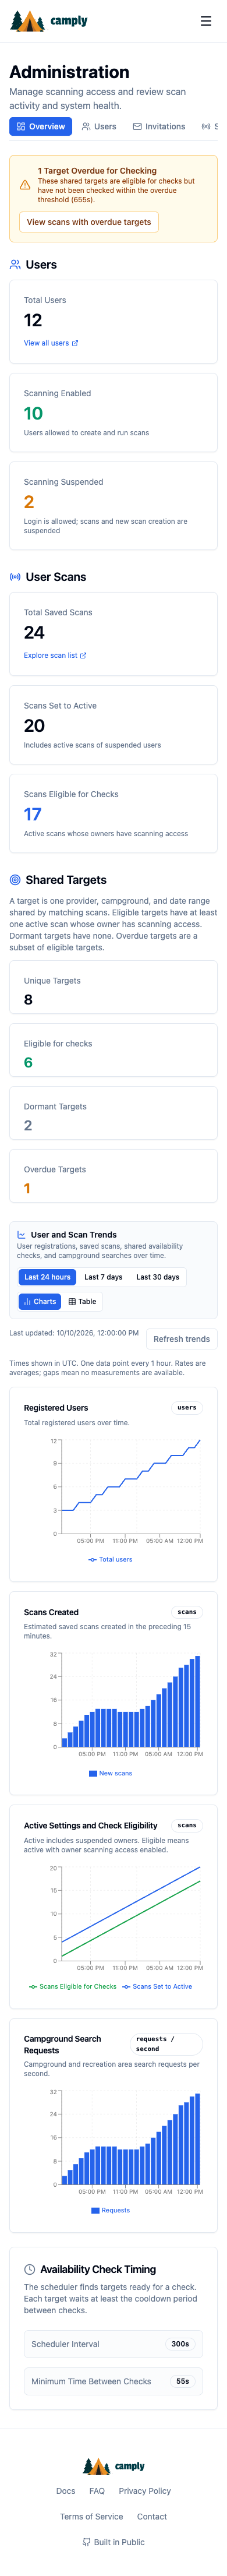 camply
Administration
Manage scanning access and review scan
activity and system health.
Overview
Users
Invitations
S
1 Target Overdue for Checking
These shared targets are eligible for checks but
have not been checked within the overdue
threshold (655s).
View scans with overdue targets
Users
Total Users
12
View all users
Scanning Enabled
10
Users allowed to create and run scans
Scanning Suspended
2
Login is allowed; scans and new scan creation are
suspended
User Scans
Total Saved Scans
24
Explore scan list
Scans Set to Active
20
Includes active scans of suspended users
Scans Eligible for Checks
17
Active scans whose owners have scanning access
Shared Targets
A target is one provider, campground, and date range
shared by matching scans. Eligible targets have at least
one active scan whose owner has scanning access.
Dormant targets have none. Overdue targets are a
subset of eligible targets.
Unique Targets
8
Eligible for checks
6
Dormant Targets
2
Overdue Targets
1
User and Scan Trends
User registrations, saved scans, shared availability
checks, and campground searches over time.
Last 24 hours
Last 7 days
Last 30 days
Charts
Table
Last updated: 10/10/2026, 12:00:00 PM
Refresh trends
Times shown in UTC. One data point every 1 hour. Rates are
averages; gaps mean no measurements are available.
Registered Users
users
Total registered users over time.
12
9
6
3
0
05:00 PM 11:00 PM 05:00 AM 12:00 PM
Total users
Scans Created
scans
Estimated saved scans created in the preceding 15
minutes.
32
24
16
8
0
05:00 PM 11:00 PM 05:00 AM 12:00 PM
New scans
Active Settings and Check Eligibility
scans
Active includes suspended owners. Eligible means
active with owner scanning access enabled.
20
15
10
5
0
05:00 PM 11:00 PM 05:00 AM 12:00 PM
Scans Eligible for Checks
Scans Set to Active
Campground Search
Requests
requests /
second
Campground and recreation area search requests per
second.
32
24
16
8
0
05:00 PM 11:00 PM 05:00 AM 12:00 PM
Requests
Availability Check Timing
The scheduler finds targets ready for a check.
Each target waits at least the cooldown period
between checks.
Scheduler Interval
300s
Minimum Time Between Checks
55s
camply
Docs
FAQ
Privacy Policy
Terms of Service
Contact
Built in Public